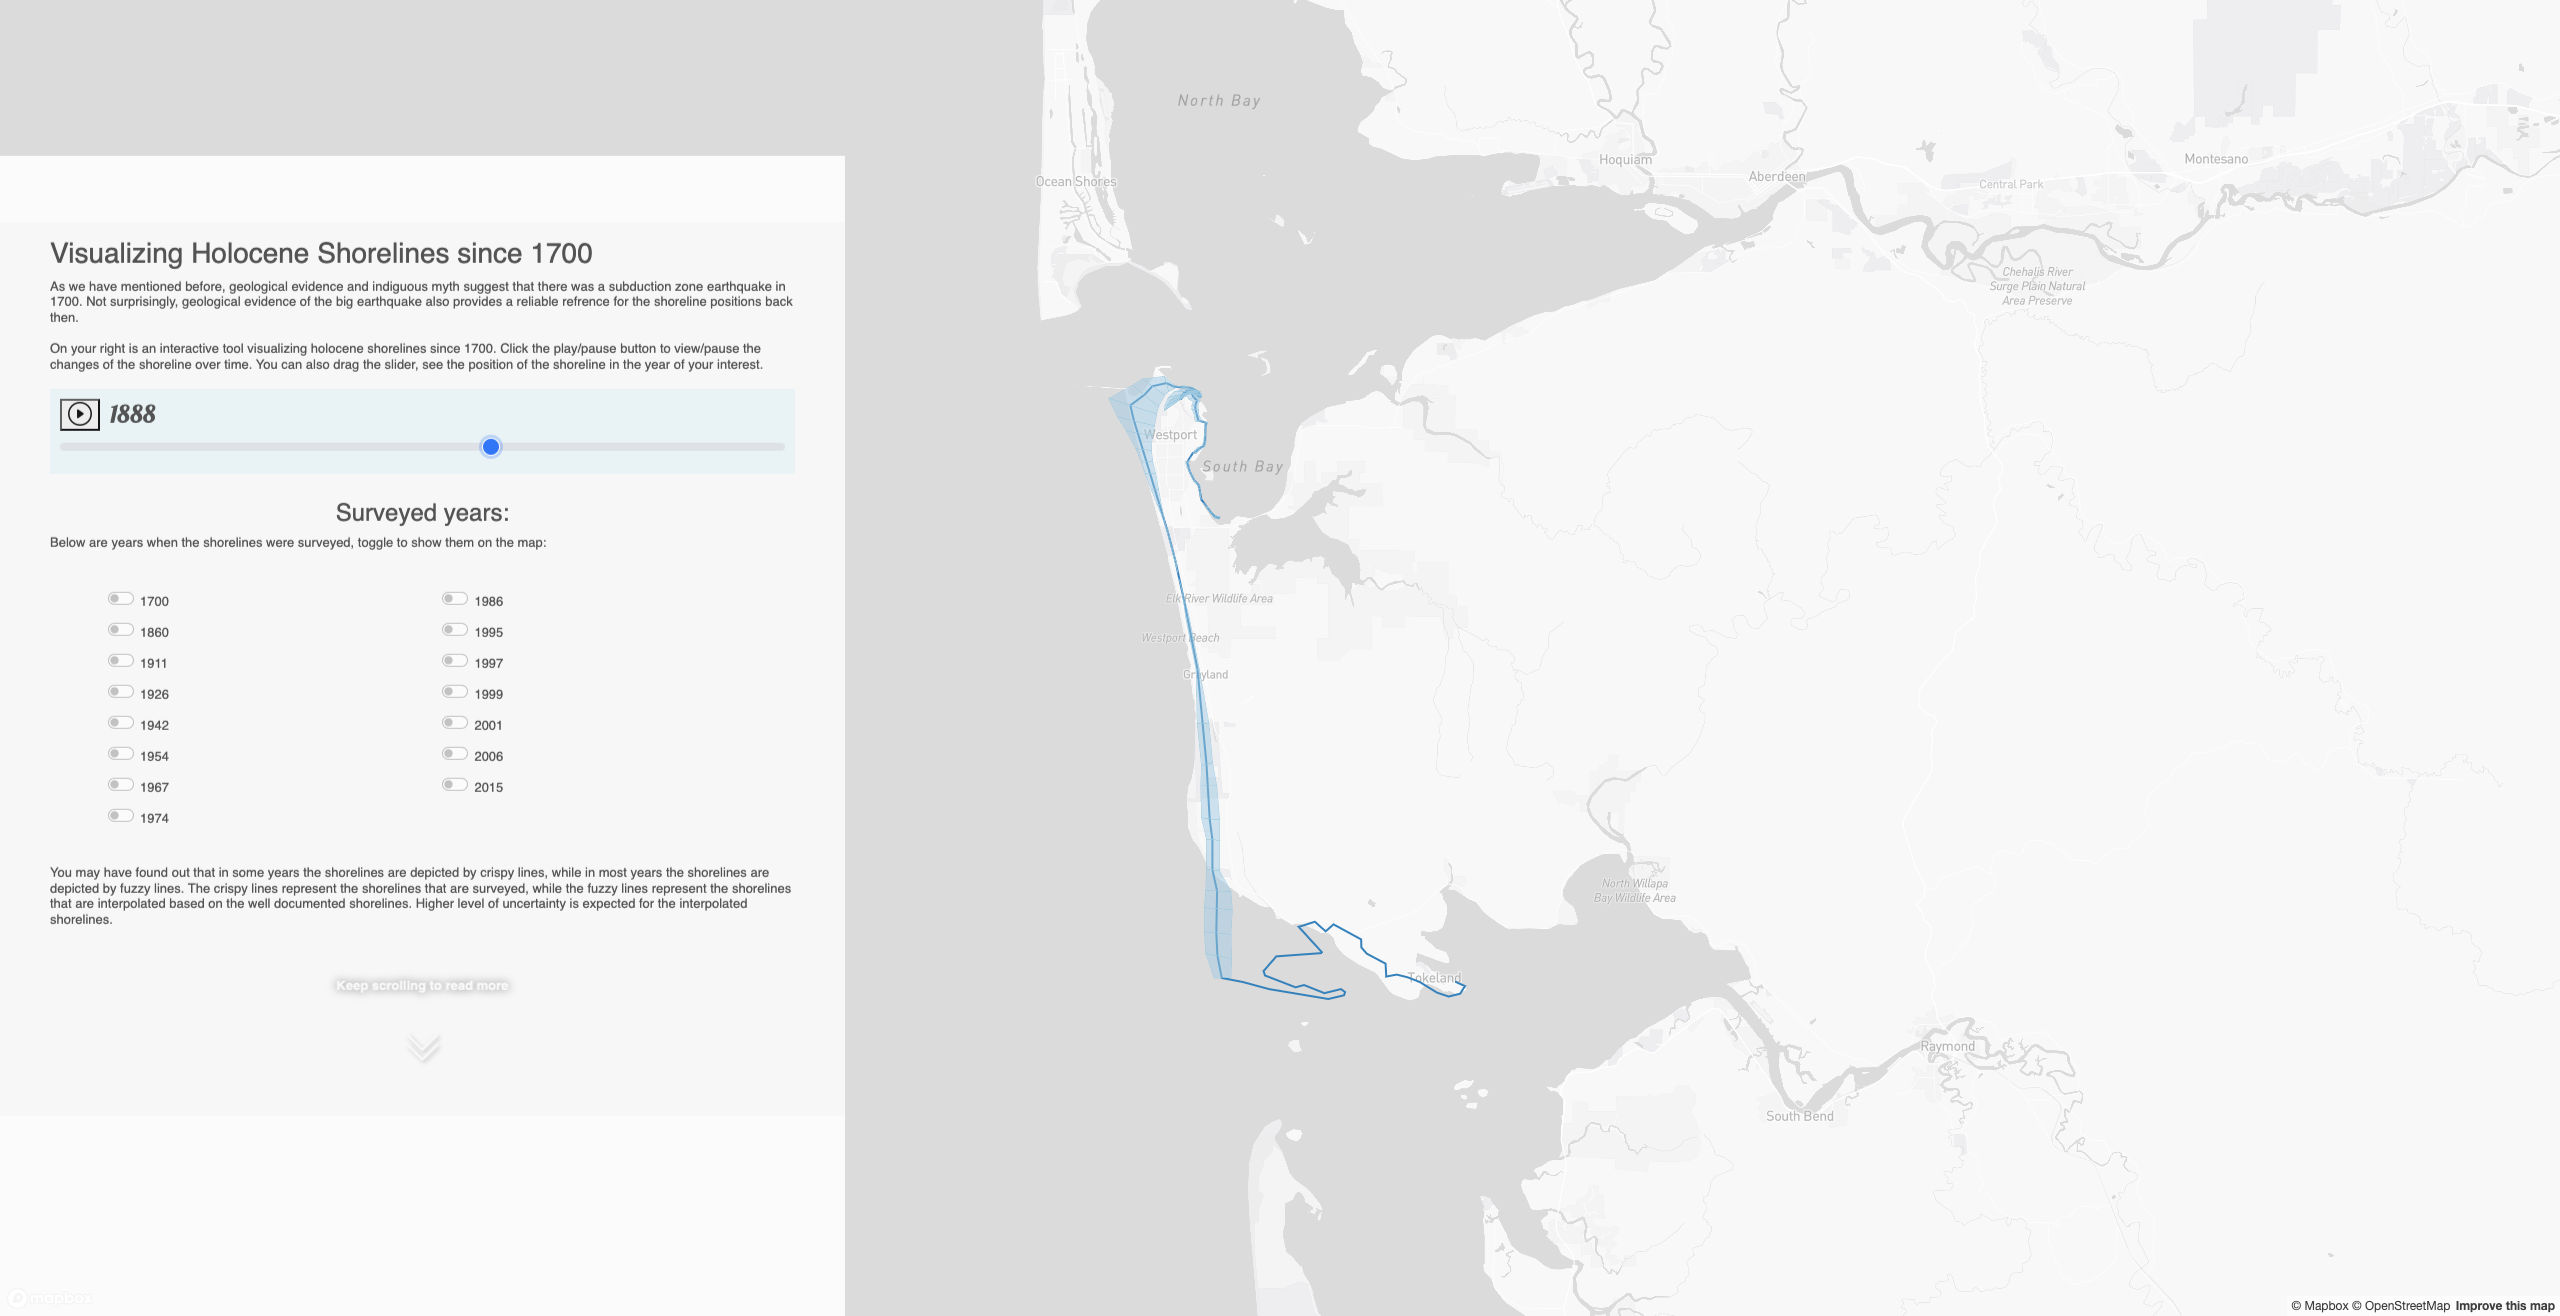 Visualizing Holocene Shorelines since 1700
As we have mentioned before, geological evidence and indiguous myth suggest that there was a subduction zone earthquake in
1700. Not surprisingly, geological evidence of the big earthquake also provides a reliable refrence for the shoreline positions back
then.
On your right is an interactive tool visualizing holocene shorelines since 1700. Click the play/pause button to view/pause the
changes of the shoreline over time. You can also drag the slider, see the position of the shoreline in the year of your interest.
1888
Surveyed years:
Below are years when the shorelines were surveyed, toggle to show them on the map:
1700
1860
1911
1926
1942
1954
1967
1974
1986
1995
1997
1999
2001
2006
2015
You may have found out that in some years the shorelines are depicted by crispy lines, while in most years the shorelines are
depicted by fuzzy lines. The crispy lines represent the shorelines that are surveyed, while the fuzzy lines represent the shorelines
that are interpolated based on the well documented shorelines. Higher level of uncertainty is expected for the interpolated
shorelines.
Keep scrolling to read more
mapbox
North Bay
Ocean Shores
Hoquiam
Aberdeen
Central Park
Montesano
Chehalis River
Surge Plain Natural
Area Preserve
Westport
South Bay
Elk River Wildlife Area
Westport Beach
Grayland
North Willapa
Bay Wildlife Area
Tokeland
Raymond
South Bend
© Mapbox © OpenStreetMap Improve this map